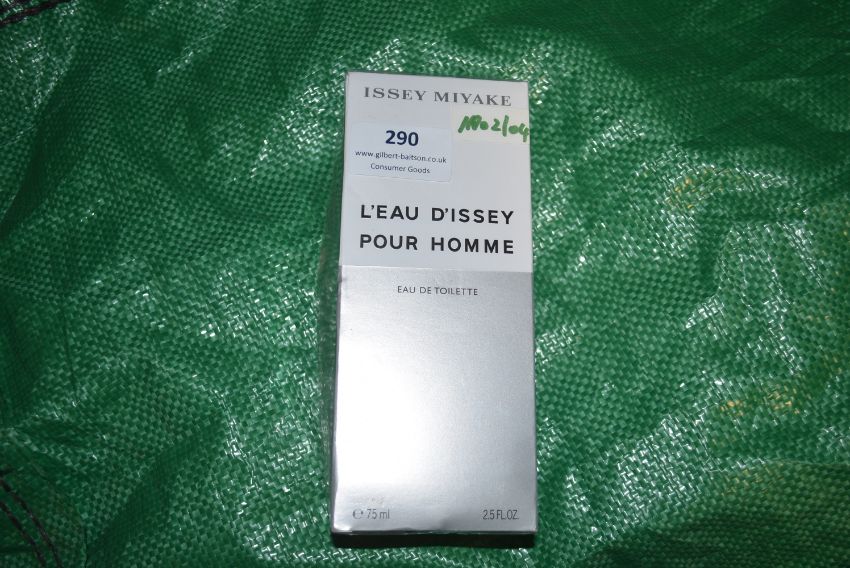 ISSEY MIYAKE
290
www.gilbert-baitson.co.uk
Consumer Goods
L'EAU D'ISSEY
POUR HOMME
EAU DE TOILETTE
℮ 75 ml
2.5 FL.OZ.